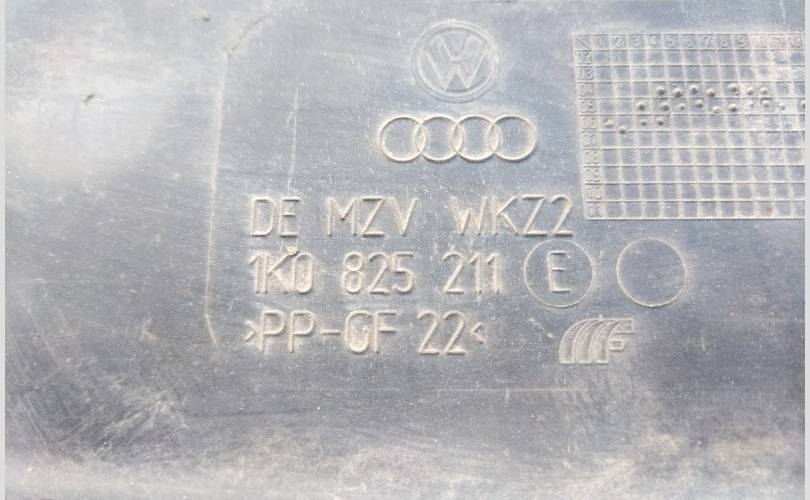 DE MZV WKZ2
1K0 825 211 E
>PP-GF 22<